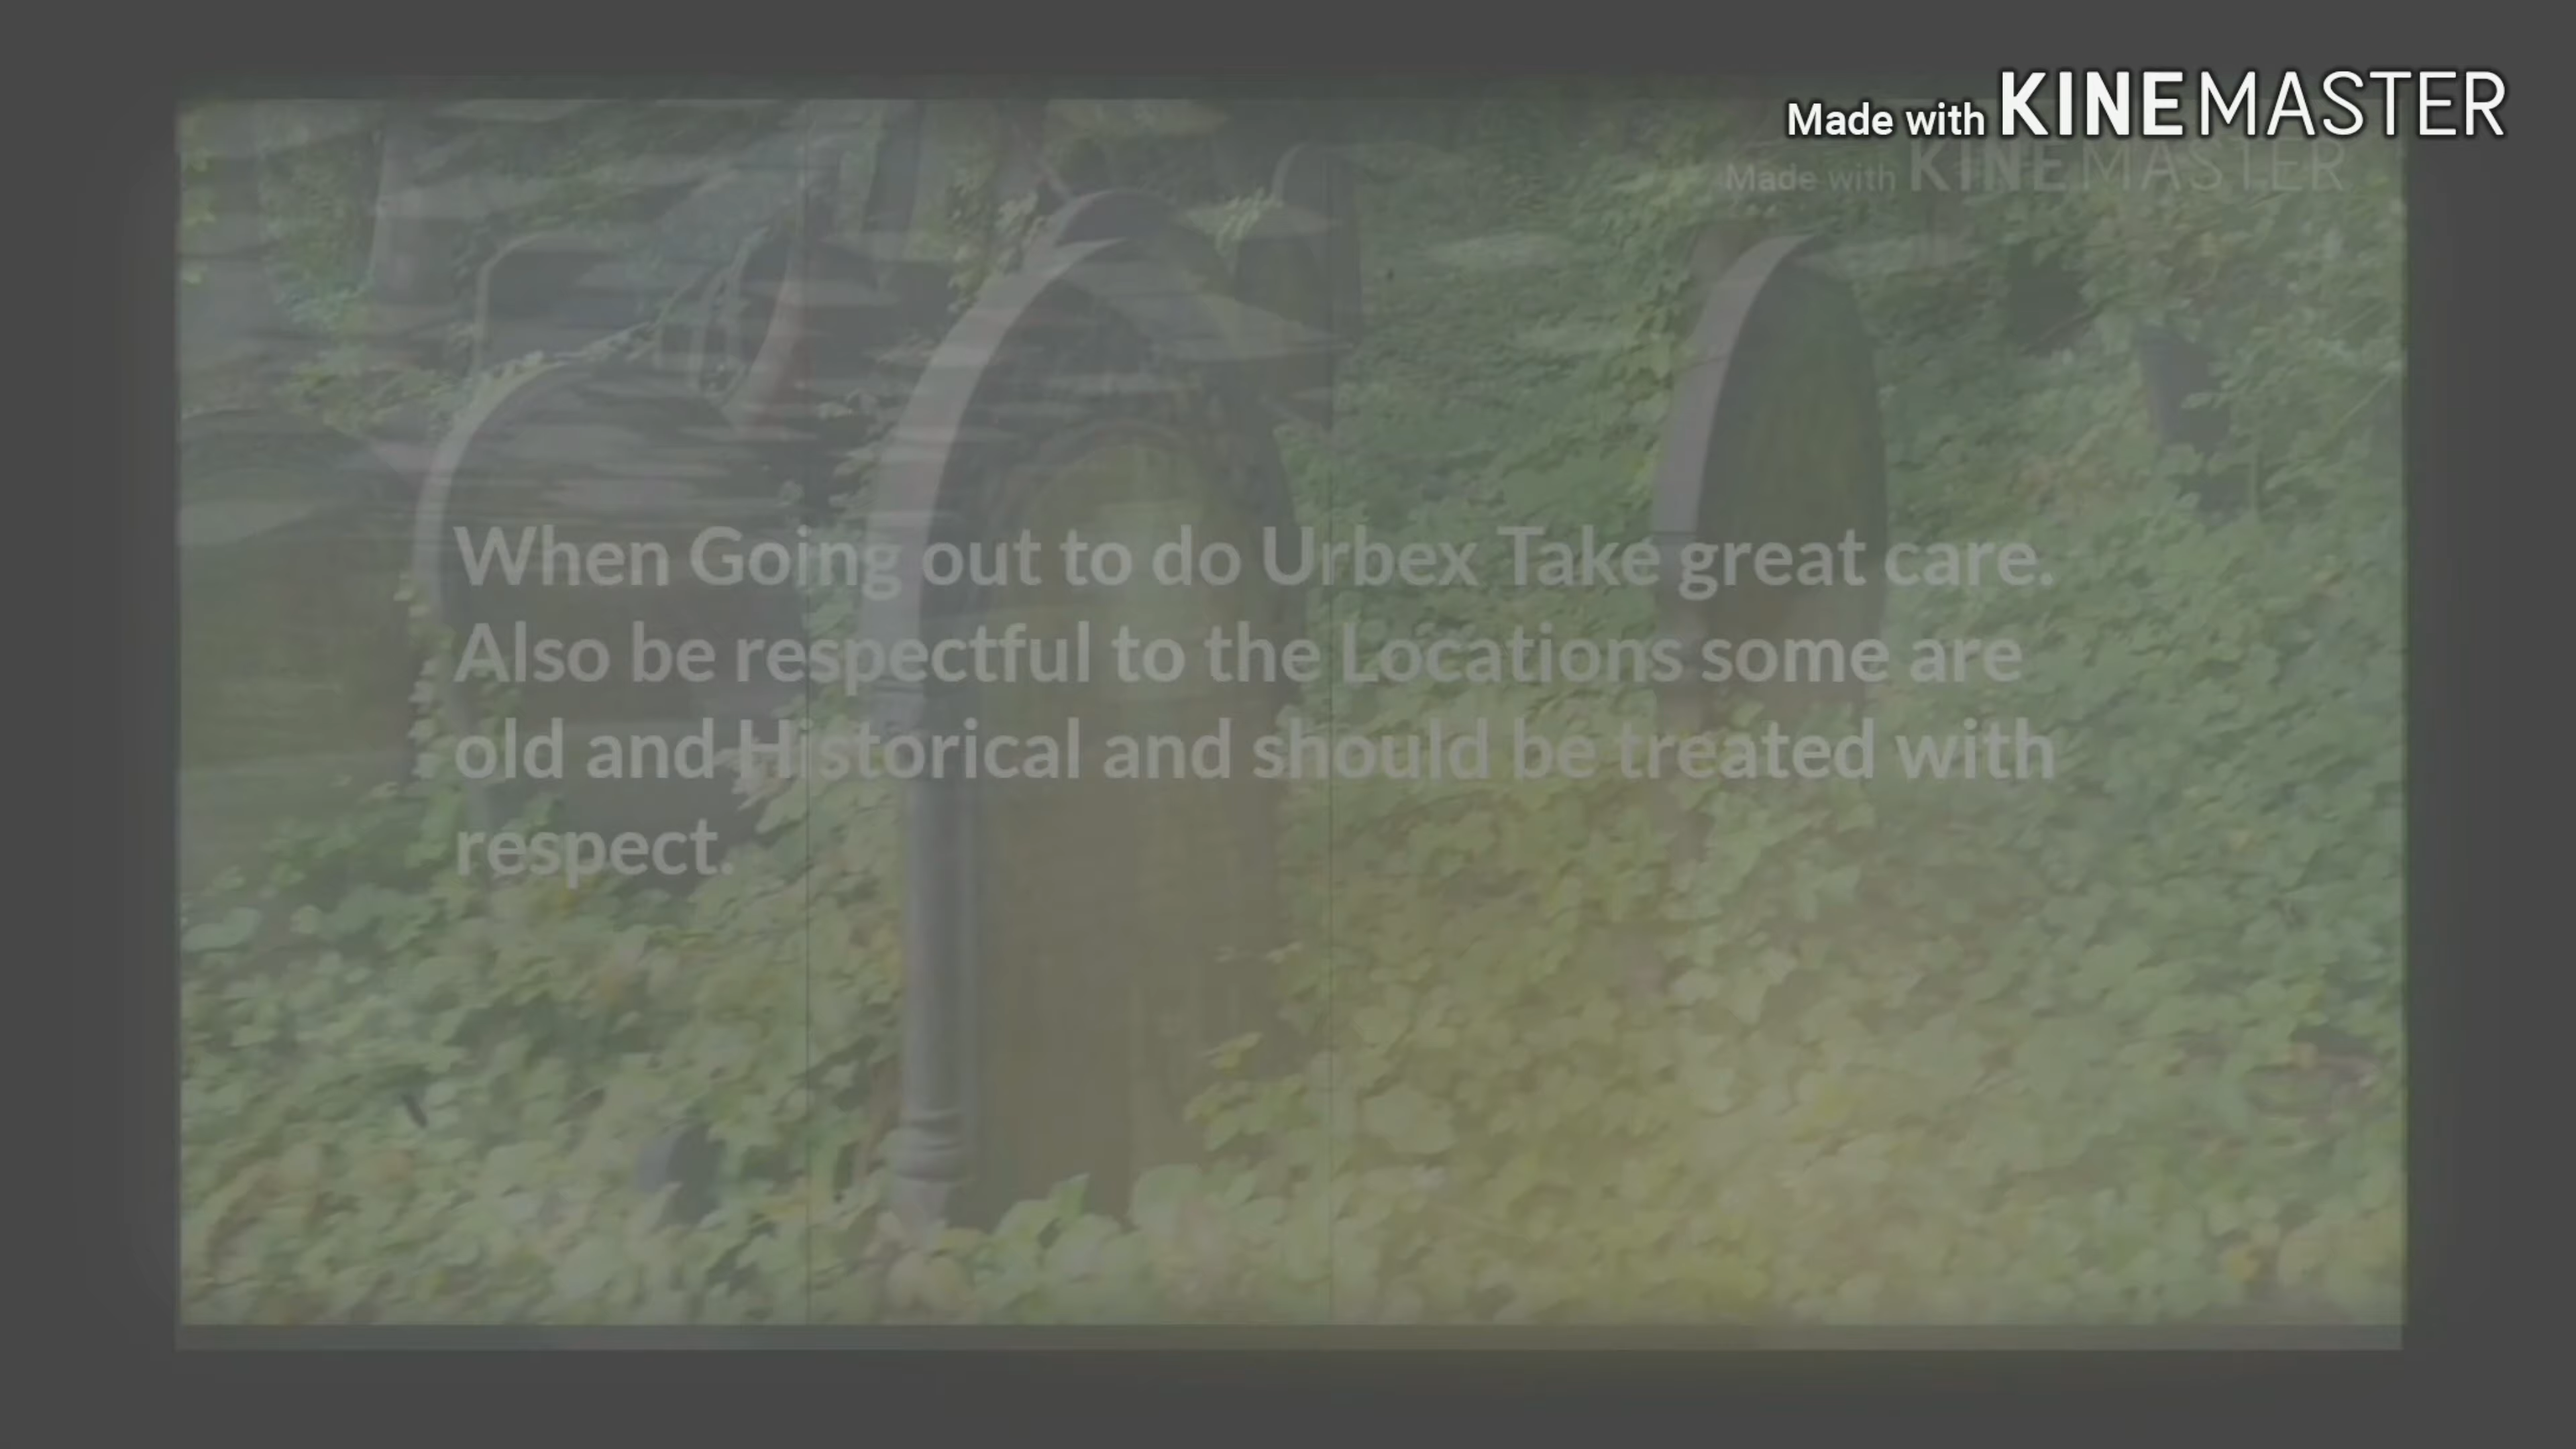 Made with KINEMASTER
Made with KINEMASTER
When Going out to do Urbex Take great care.
Also be respectful to the Locations some are
old and Historical and should be treated with
respect.